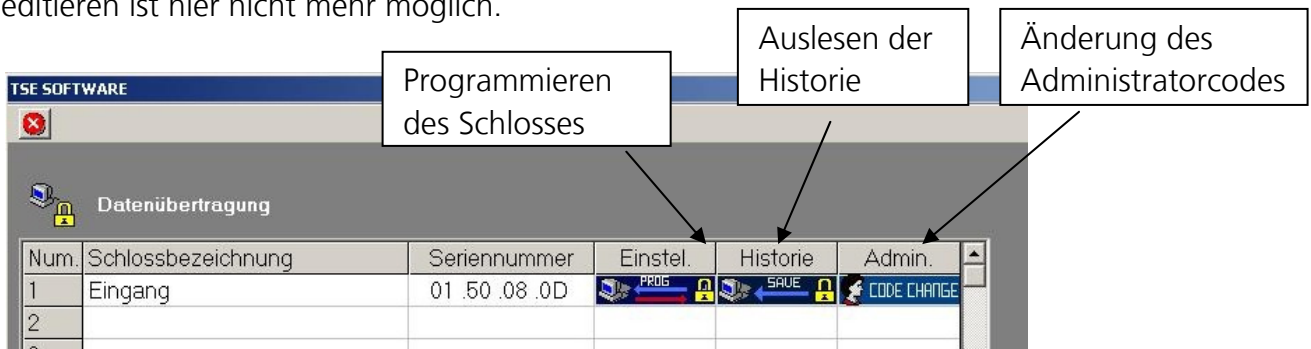 editieren ist hier nicht mehr möglich.
Programmieren
des Schlosses
Auslesen der
Historie
Änderung des
Administratorcodes
TSE SOFTWARE
Datenübertragung
Num. Schlossbezeichnung Seriennummer Einstel. Historie Admin.
1 Eingang 01 .50 .08 .0D PROG SAVE CODE CHANGE
2